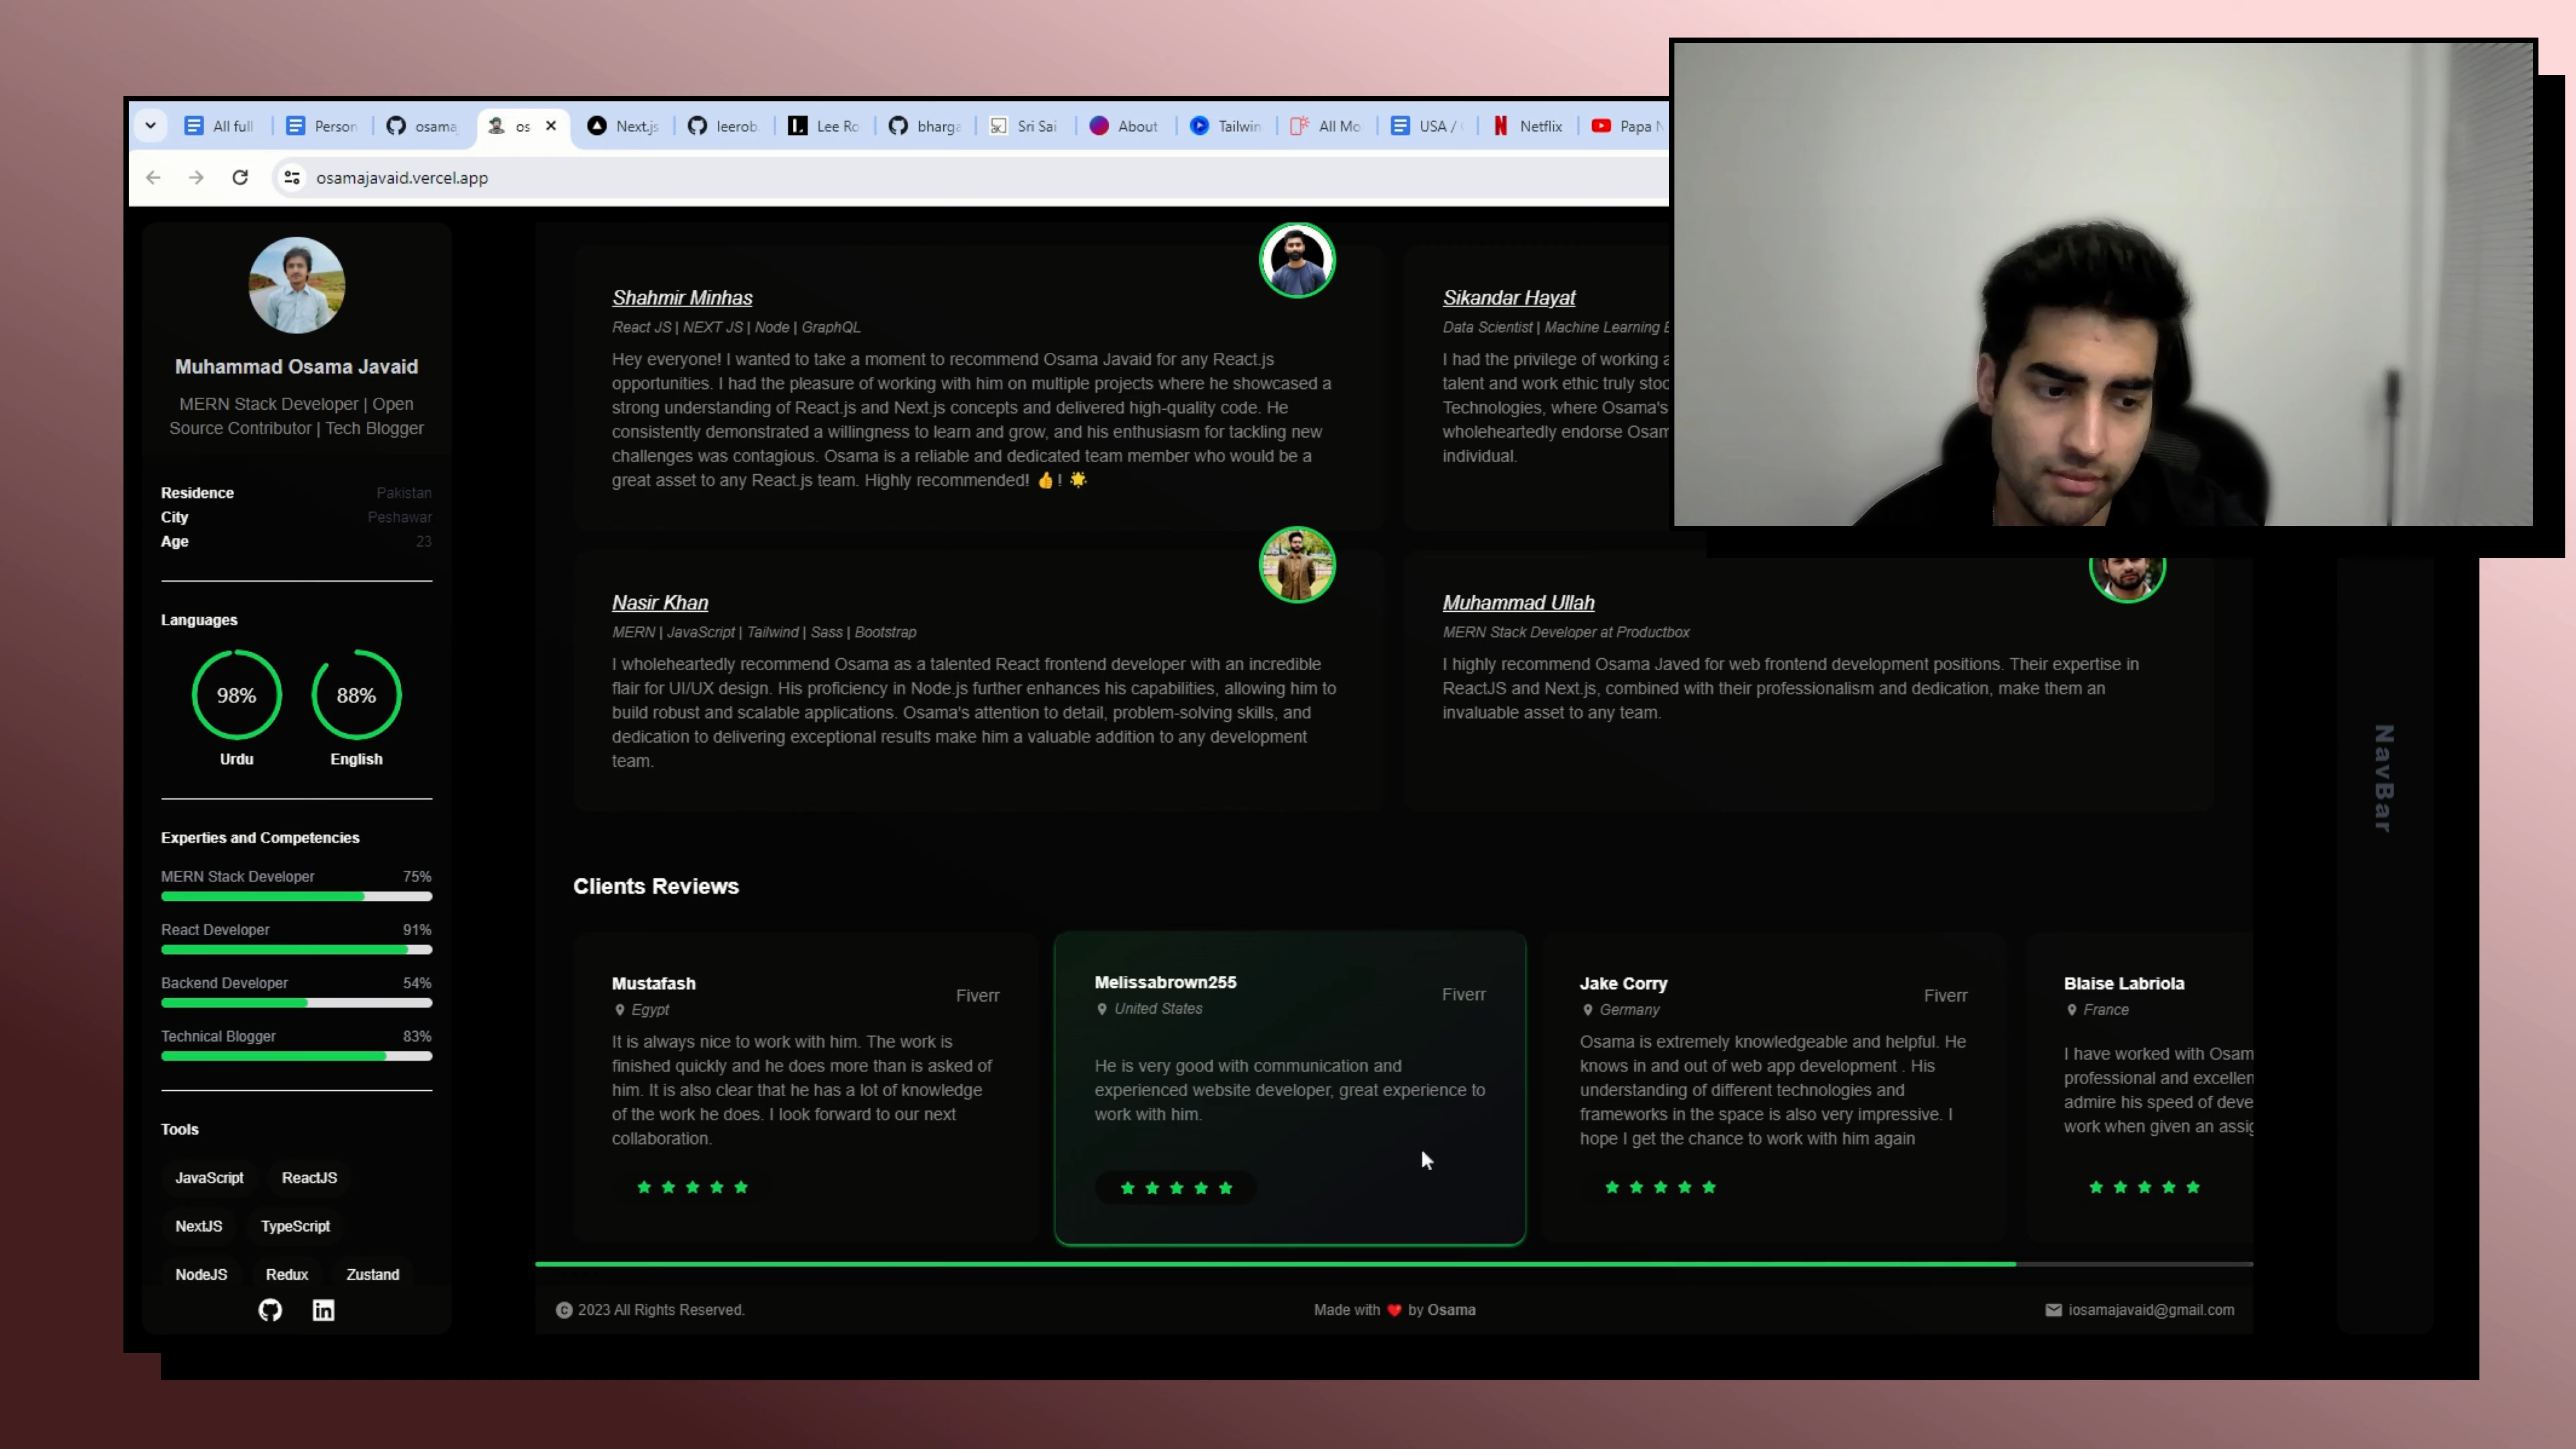 All full
Person
osama
os
Next.js
leerob.
Lee Ro
bharga
Sri Sai
About
Tailwin
All Mo
USA /
Netflix
Papa N
osamajavaid.vercel.app
Muhammad Osama Javaid
MERN Stack Developer | Open
Source Contributor | Tech Blogger
Residence Pakistan
City Peshawar
Age 23
Languages
98% 88%
Urdu English
Experties and Competencies
MERN Stack Developer 75%
React Developer 91%
Backend Developer 54%
Technical Blogger 83%
Tools
JavaScript ReactJS
NextJS TypeScript
NodeJS Redux Zustand
Shahmir Minhas
React JS | NEXT JS | Node | GraphQL
Hey everyone! I wanted to take a moment to recommend Osama Javaid for any React.js
opportunities. I had the pleasure of working with him on multiple projects where he showcased a
strong understanding of React.js and Next.js concepts and delivered high-quality code. He
consistently demonstrated a willingness to learn and grow, and his enthusiasm for tackling new
challenges was contagious. Osama is a reliable and dedicated team member who would be a
great asset to any React.js team. Highly recommended! 👍! 🌟
Sikandar Hayat
Data Scientist | Machine Learning E
I had the privilege of working a
talent and work ethic truly stoo
Technologies, where Osama's
wholeheartedly endorse Osam
individual.
Nasir Khan
MERN | JavaScript | Tailwind | Sass | Bootstrap
I wholeheartedly recommend Osama as a talented React frontend developer with an incredible
flair for UI/UX design. His proficiency in Node.js further enhances his capabilities, allowing him to
build robust and scalable applications. Osama's attention to detail, problem-solving skills, and
dedication to delivering exceptional results make him a valuable addition to any development
team.
Muhammad Ullah
MERN Stack Developer at Productbox
I highly recommend Osama Javed for web frontend development positions. Their expertise in
ReactJS and Next.js, combined with their professionalism and dedication, make them an
invaluable asset to any team.
Clients Reviews
Mustafash
Egypt
Fiverr
It is always nice to work with him. The work is
finished quickly and he does more than is asked of
him. It is also clear that he has a lot of knowledge
of the work he does. I look forward to our next
collaboration.
Melissabrown255
United States
Fiverr
He is very good with communication and
experienced website developer, great experience to
work with him.
Jake Corry
Germany
Fiverr
Osama is extremely knowledgeable and helpful. He
knows in and out of web app development . His
understanding of different technologies and
frameworks in the space is also very impressive. I
hope I get the chance to work with him again
Blaise Labriola
France
I have worked with Osam
professional and excellen
admire his speed of deve
work when given an assig
© 2023 All Rights Reserved.
Made with ❤️ by Osama
iosamajavaid@gmail.com
NavBar